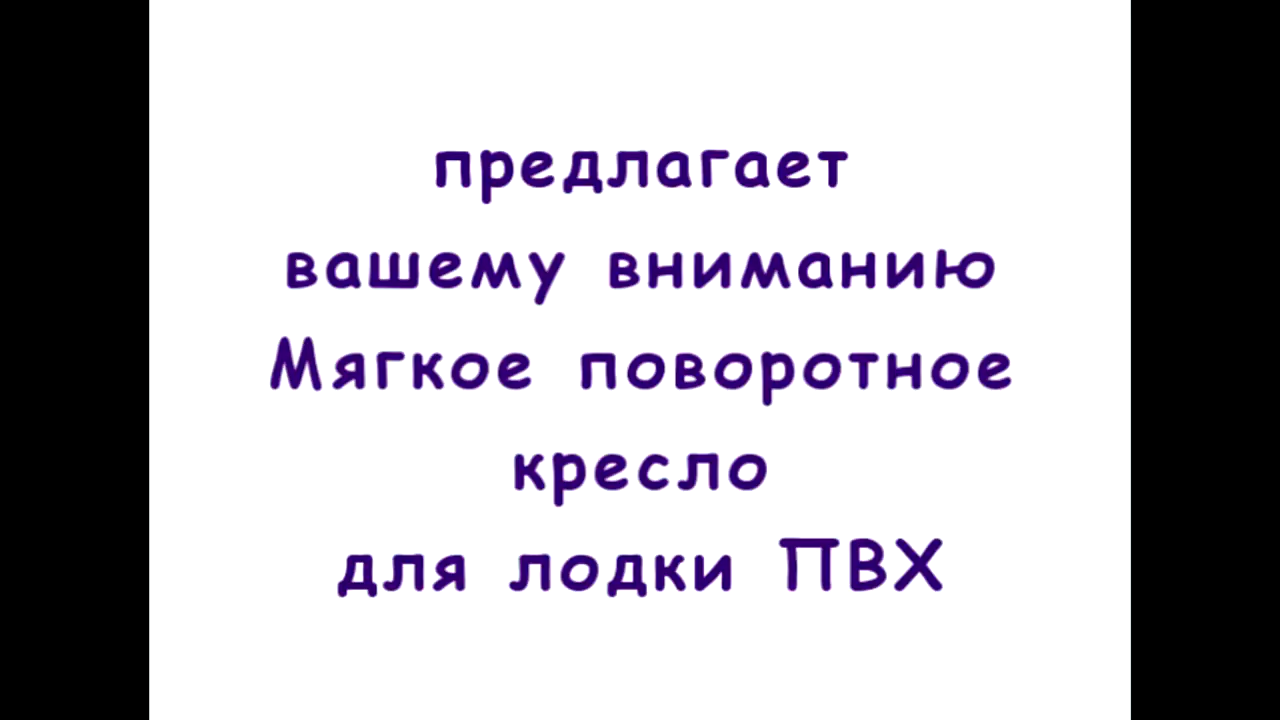 предлагает
вашему вниманию
Мягкое поворотное
кресло
для лодки ПВХ